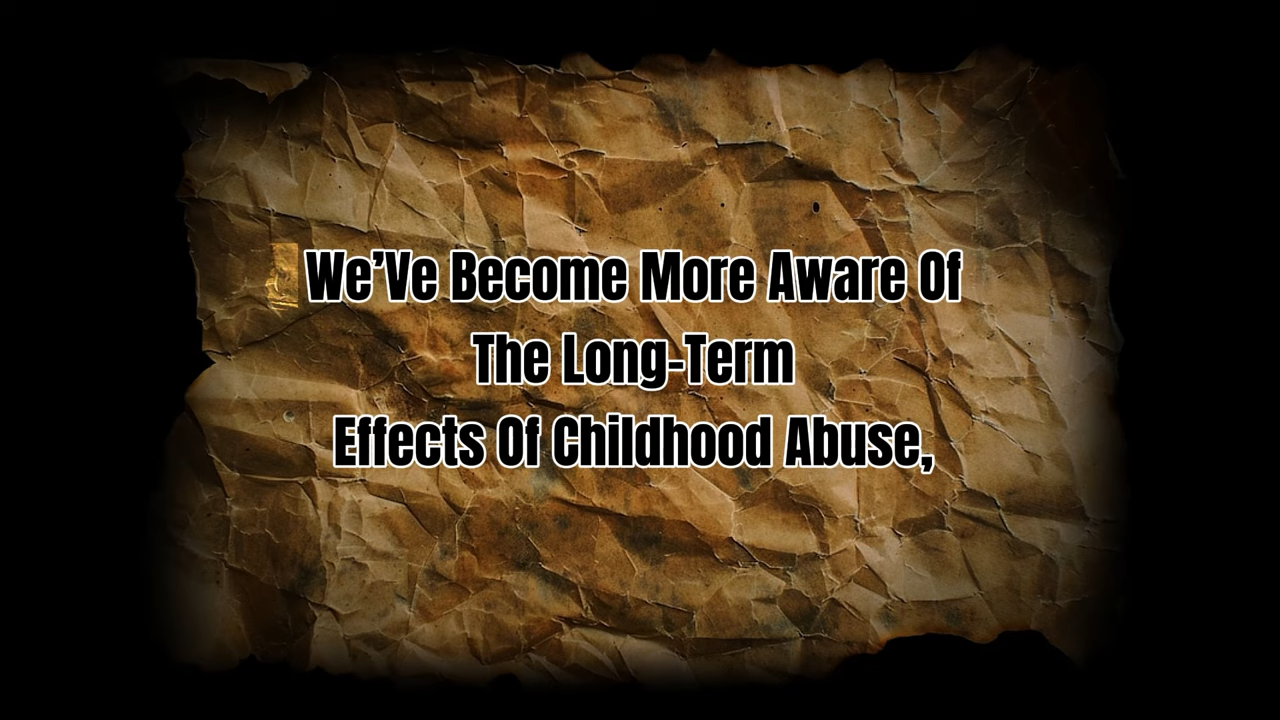 We’Ve Become More Aware Of
The Long-Term
Effects Of Childhood Abuse,